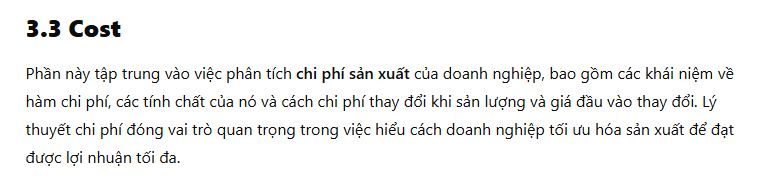 3.3 Cost
Phần này tập trung vào việc phân tích chi phí sản xuất của doanh nghiệp, bao gồm các khái niệm về
hàm chi phí, các tính chất của nó và cách chi phí thay đổi khi sản lượng và giá đầu vào thay đổi. Lý
thuyết chi phí đóng vai trò quan trọng trong việc hiểu cách doanh nghiệp tối ưu hóa sản xuất để đạt
được lợi nhuận tối đa.